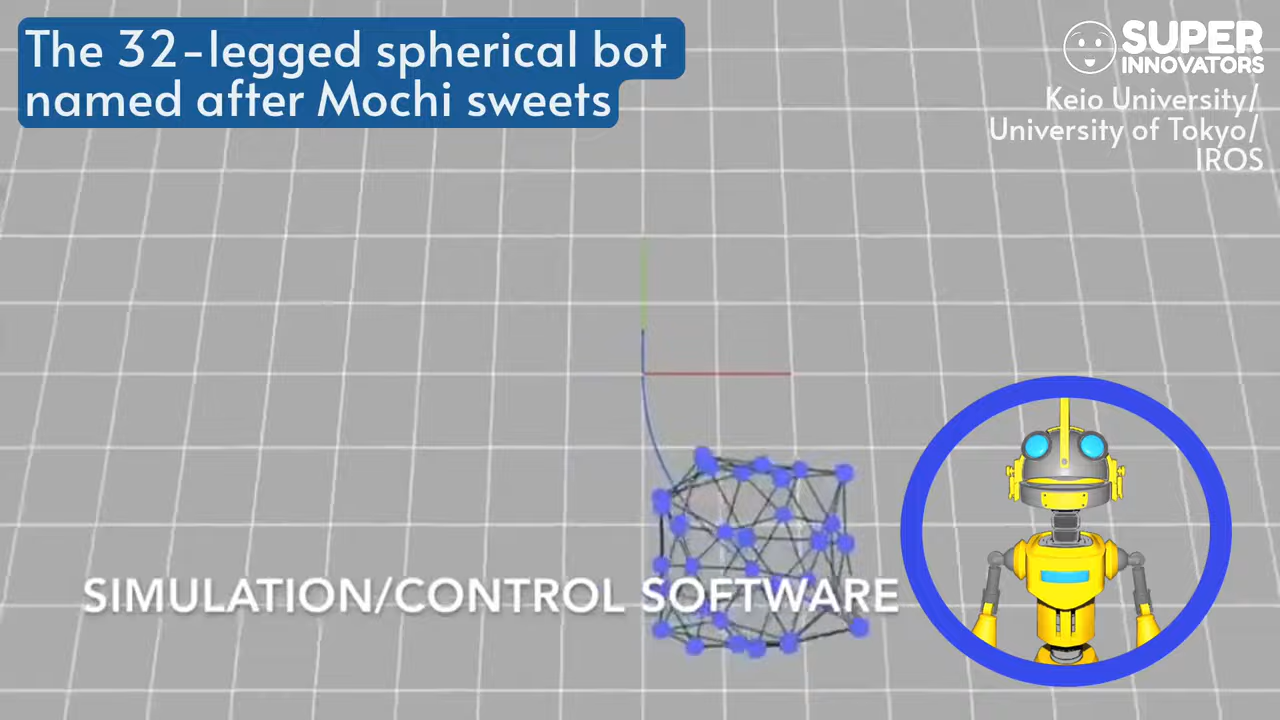 The 32-legged spherical bot
named after Mochi sweets
SUPER
INNOVATORS
Keio University/
University of Tokyo/
IROS
SIMULATION/CONTROL SOFTWARE